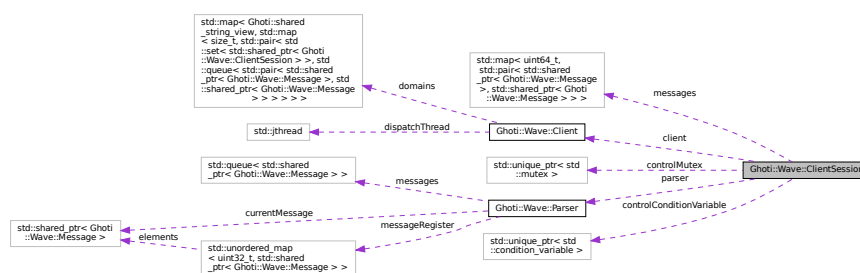 std::map< Ghoti::shared
_string_view, std::map
< size_t, std::pair< std
::set< std::shared_ptr< Ghoti
::Wave::ClientSession > >, std
::queue< std::pair< std::shared
_ptr< Ghoti::Wave::Message >, std
::shared_ptr< Ghoti::Wave::Message
> > > > > >
std::map< uint64_t,
std::pair< std::shared
_ptr< Ghoti::Wave::Message
>, std::shared_ptr< Ghoti
::Wave::Message > > >
domains
messages
std::jthread
dispatchThread
Ghoti::Wave::Client
client
std::queue< std::shared
_ptr< Ghoti::Wave::Message > >
std::unique_ptr< std
::mutex >
controlMutex
Ghoti::Wave::ClientSession
parser
messages
Ghoti::Wave::Parser
controlConditionVariable
currentMessage
std::shared_ptr< Ghoti
::Wave::Message >
elements
messageRegister
std::unordered_map
< uint32_t, std::shared
_ptr< Ghoti::Wave::Message > >
std::unique_ptr< std
::condition_variable >